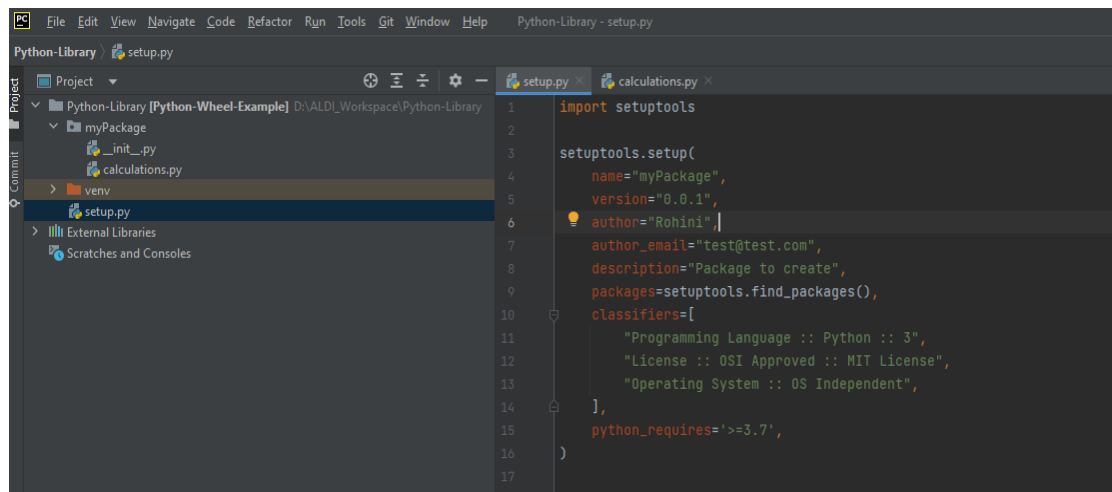 PC File Edit View Navigate Code Refactor Run Tools Git Window Help Python-Library - setup.py
Python-Library setup.py
Project
Commit
Project
Python-Library [Python-Wheel-Example] D:\ALDI_Workspace\Python-Library
myPackage
__init__.py
calculations.py
venv
setup.py
External Libraries
Scratches and Consoles
setup.py calculations.py
1 import setuptools
2
3 setuptools.setup(
4 name="myPackage",
5 version="0.0.1",
6 author="Rohini",
7 author_email="test@test.com",
8 description="Package to create",
9 packages=setuptools.find_packages(),
10 classifiers=[
11 "Programming Language :: Python :: 3",
12 "License :: OSI Approved :: MIT License",
13 "Operating System :: OS Independent",
14 ],
15 python_requires='>=3.7',
16 )
17